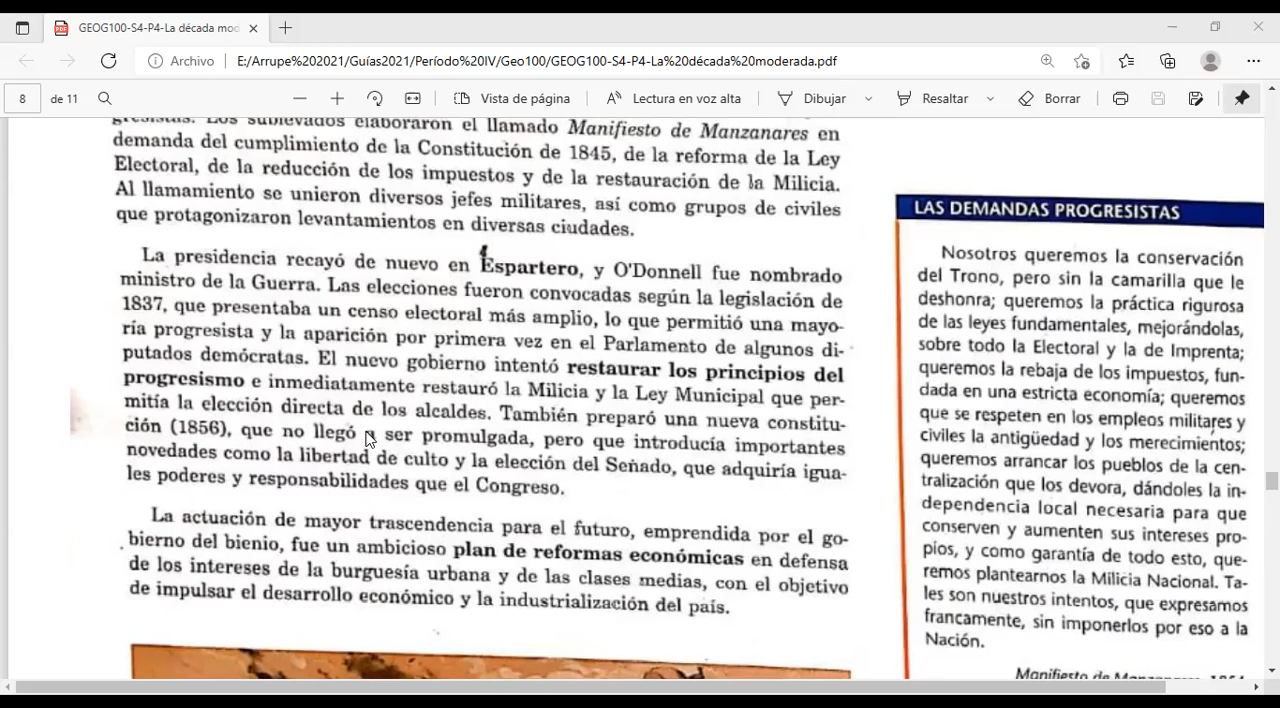 GEOG100-S4-P4-La década mod
Archivo
E:/Arrupe%202021/Guías2021/Período%20IV/Geo100/GEOG100-S4-P4-La%20década%20moderada.pdf
8
de 11
Vista de página
Lectura en voz alta
Dibujar
Resaltar
Borrar
gresistas. Los sublevados elaboraron el llamado Manifiesto de Manzanares en
demanda del cumplimiento de la Constitución de 1845, de la reforma de la Ley
Electoral, de la reducción de los impuestos y de la restauración de la Milicia.
Al llamamiento se unieron diversos jefes militares, así como grupos de civiles
que protagonizaron levantamientos en diversas ciudades.
La presidencia recayó de nuevo en Espartero, y O'Donnell fue nombrado
ministro de la Guerra. Las elecciones fueron convocadas según la legislación de
1837, que presentaba un censo electoral más amplio, lo que permitió una mayo-
ría progresista y la aparición por primera vez en el Parlamento de algunos di-
putados demócratas. El nuevo gobierno intentó restaurar los principios del
progresismo e inmediatamente restauró la Milicia y la Ley Municipal que per-
mitía la elección directa de los alcaldes. También preparó una nueva constitu-
ción (1856), que no llegó a ser promulgada, pero que introducía importantes
novedades como la libertad de culto y la elección del Senado, que adquiría igua-
les poderes y responsabilidades que el Congreso.
La actuación de mayor trascendencia para el futuro, emprendida por el go-
bierno del bienio, fue un ambicioso plan de reformas económicas en defensa
de los intereses de la burguesía urbana y de las clases medias, con el objetivo
de impulsar el desarrollo económico y la industrialización del país.
LAS DEMANDAS PROGRESISTAS
Nosotros queremos la conservación
del Trono, pero sin la camarilla que le
deshonra; queremos la práctica rigurosa
de las leyes fundamentales, mejorándolas,
sobre todo la Electoral y la de Imprenta;
queremos la rebaja de los impuestos, fun-
dada en una estricta economía; queremos
que se respeten en los empleos militares y
civiles la antigüedad y los merecimientos;
queremos arrancar los pueblos de la cen-
tralización que los devora, dándoles la in-
dependencia local necesaria para que
conserven y aumenten sus intereses pro-
pios, y como garantía de todo esto, que-
remos plantearnos la Milicia Nacional. Ta-
les son nuestros intentos, que expresamos
francamente, sin imponerlos por eso a la
Nación.
Manifiesto de Manzanares, 1854